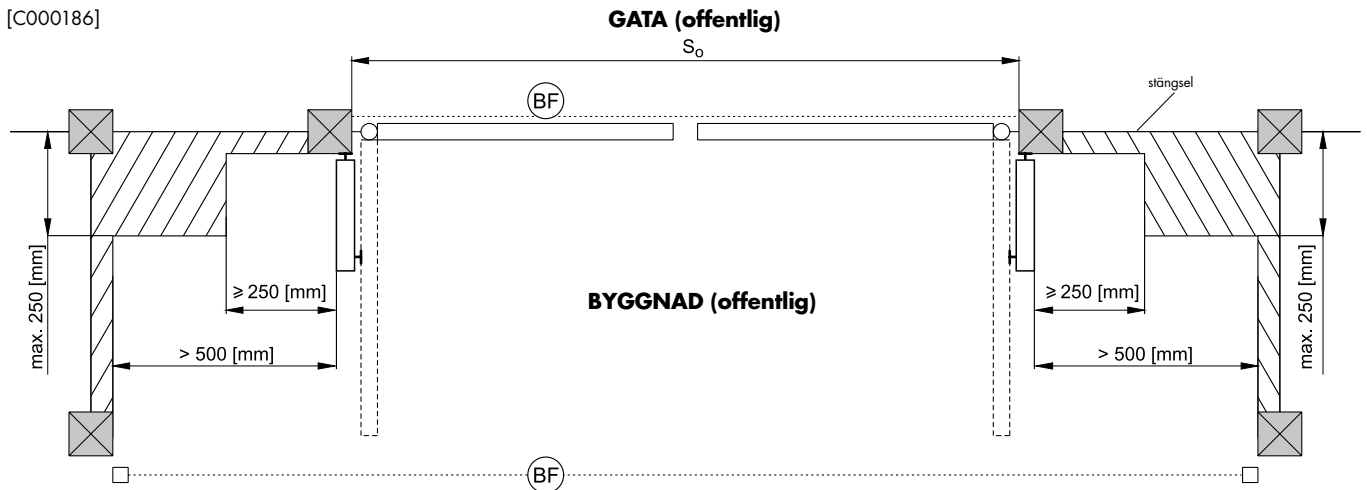 [C000186]
GATA (offentlig)
So
BF
stängsel
max. 250 [mm]
⩾ 250 [mm]
> 500 [mm]
BYGGNAD (offentlig)
⩾ 250 [mm]
> 500 [mm]
max. 250 [mm]
BF